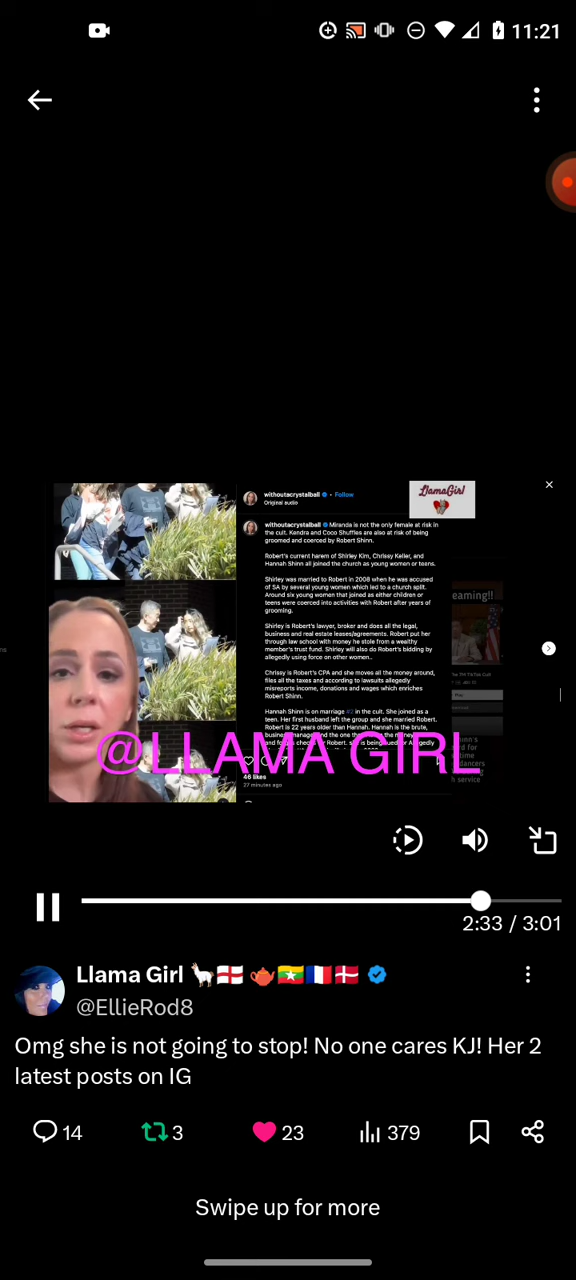 11:21
LlamaGirl
withoutacrystalball • Follow
Original audio
withoutacrystalball Miranda is not the only female at risk in
the cult. Kendra and Coco Shuffles are also at risk of being
groomed and coerced by Robert Shinn.
Robert's current harem of Shirley Kim, Chrissy Keller, and
Hannah Shinn all joined the church as young women or teens.
Shirley was married to Robert in 2008 when he was accused
of SA by several young women which led to a church split.
Around six young women that joined as either children or
teens were coerced into activities with Robert after years of
grooming.
Shirley is Robert's lawyer, broker and does all the legal,
business and real estate leases/agreements. Robert put her
through law school with money he stole from a wealthy
member's trust fund. Shirley will also do Robert's bidding by
allegedly using force on other women..
Chrissy is Robert's CPA and she moves all the money around,
files all the taxes and according to lawsuits allegedly
misreports income, donations and wages which enriches
Robert Shinn.
Hannah Shinn is on marriage #2 in the cult. She joined as a
teen. Her first husband left the group and she married Robert.
Robert is 22 years older than Hannah. Hannah is the brute,
@LLAMA GIRL
46 likes
27 minutes ago
eaming!!
2:33 / 3:01
Llama Girl 🦙🏴󠁧󠁢󠁥󠁮󠁧󠁿 🫖🇲🇲🇫🇷🇩🇰
@EllieRod8
Omg she is not going to stop! No one cares KJ! Her 2
latest posts on IG
14
3
23
379
Swipe up for more